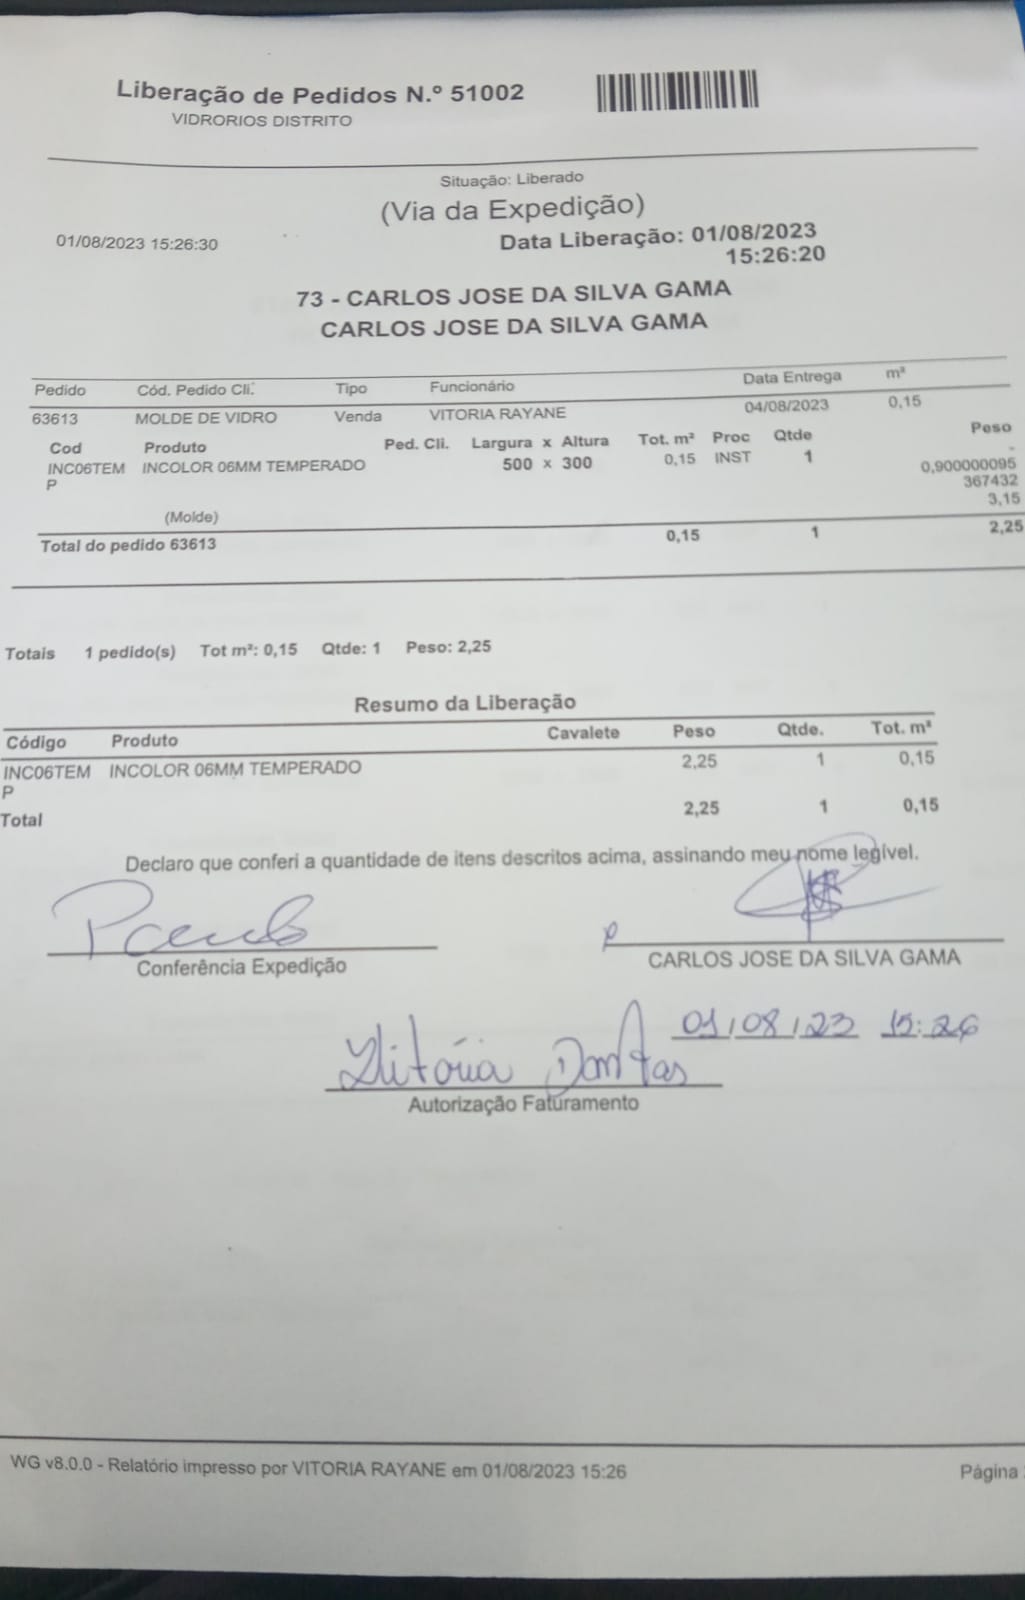 Liberação de Pedidos N.º 51002
VIDRORIOS DISTRITO
Situação: Liberado
(Via da Expedição)
01/08/2023 15:26:30
Data Liberação: 01/08/2023
15:26:20
73 - CARLOS JOSE DA SILVA GAMA
CARLOS JOSE DA SILVA GAMA
Pedido Cód. Pedido Cli. Tipo Funcionário Data Entrega m²
63613 MOLDE DE VIDRO Venda VITORIA RAYANE 04/08/2023 0,15
Cod Produto Ped. Cli. Largura x Altura Tot. m² Proc Qtde Peso
INC06TEM INCOLOR 06MM TEMPERADO 500 x 300 0,15 INST 1 -
P 0,900000095
367432
3,15
(Molde)
Total do pedido 63613 0,15 1 2,25
Totais 1 pedido(s) Tot m²: 0,15 Qtde: 1 Peso: 2,25
Resumo da Liberação
Código Produto Cavalete Peso Qtde. Tot. m²
INC06TEM INCOLOR 06MM TEMPERADO 2,25 1 0,15
P
Total 2,25 1 0,15
Declaro que conferi a quantidade de itens descritos acima, assinando meu nome legível.
Conferência Expedição
CARLOS JOSE DA SILVA GAMA
01/08/23 15:26
Vitória Dantas
Autorização Faturamento
WG v8.0.0 - Relatório impresso por VITORIA RAYANE em 01/08/2023 15:26
Página